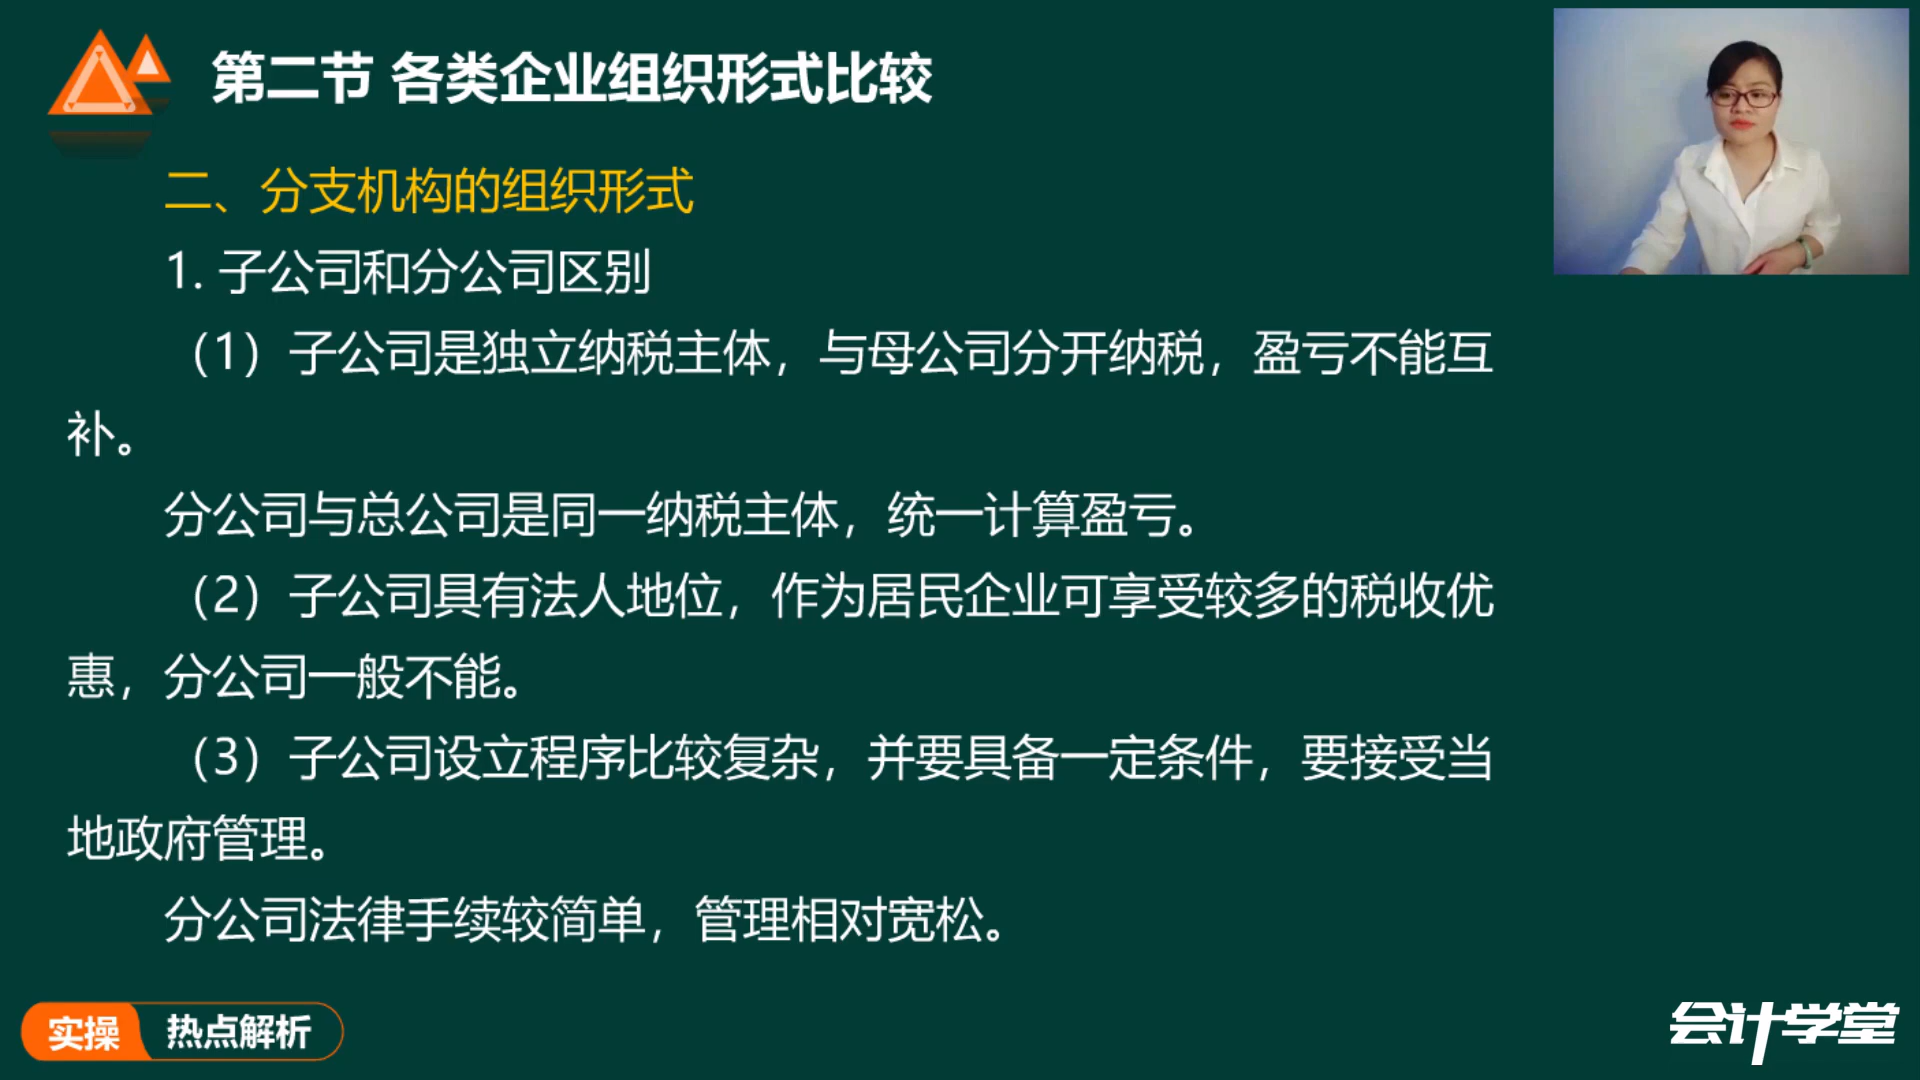 第二节 各类企业组织形式比较
二、分支机构的组织形式
1. 子公司和分公司区别
（1）子公司是独立纳税主体，与母公司分开纳税，盈亏不能互
补。
分公司与总公司是同一纳税主体，统一计算盈亏。
（2）子公司具有法人地位，作为居民企业可享受较多的税收优
惠，分公司一般不能。
（3）子公司设立程序比较复杂，并要具备一定条件，要接受当
地政府管理。
分公司法律手续较简单，管理相对宽松。
实操 热点解析
会计学堂